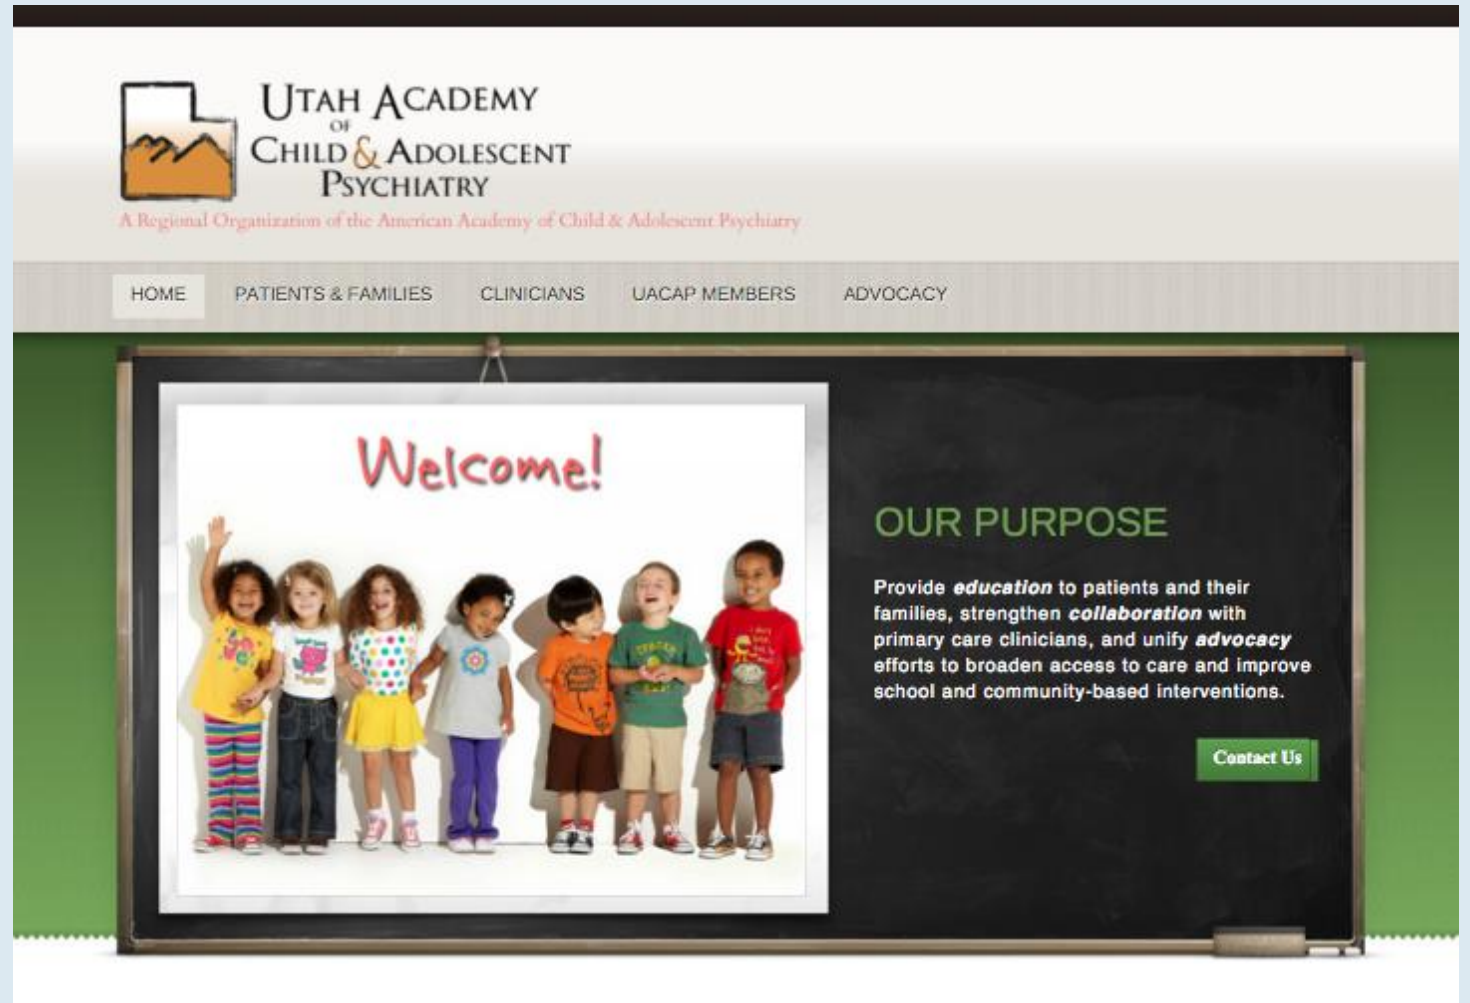 UTAH ACADEMY
OF
CHILD & ADOLESCENT
PSYCHIATRY
A Regional Organization of the American Academy of Child & Adolescent Psychiatry
HOME PATIENTS & FAMILIES CLINICIANS UACAP MEMBERS ADVOCACY
Welcome!
OUR PURPOSE
Provide education to patients and their
families, strengthen collaboration with
primary care clinicians, and unify advocacy
efforts to broaden access to care and improve
school and community-based interventions.
Contact Us